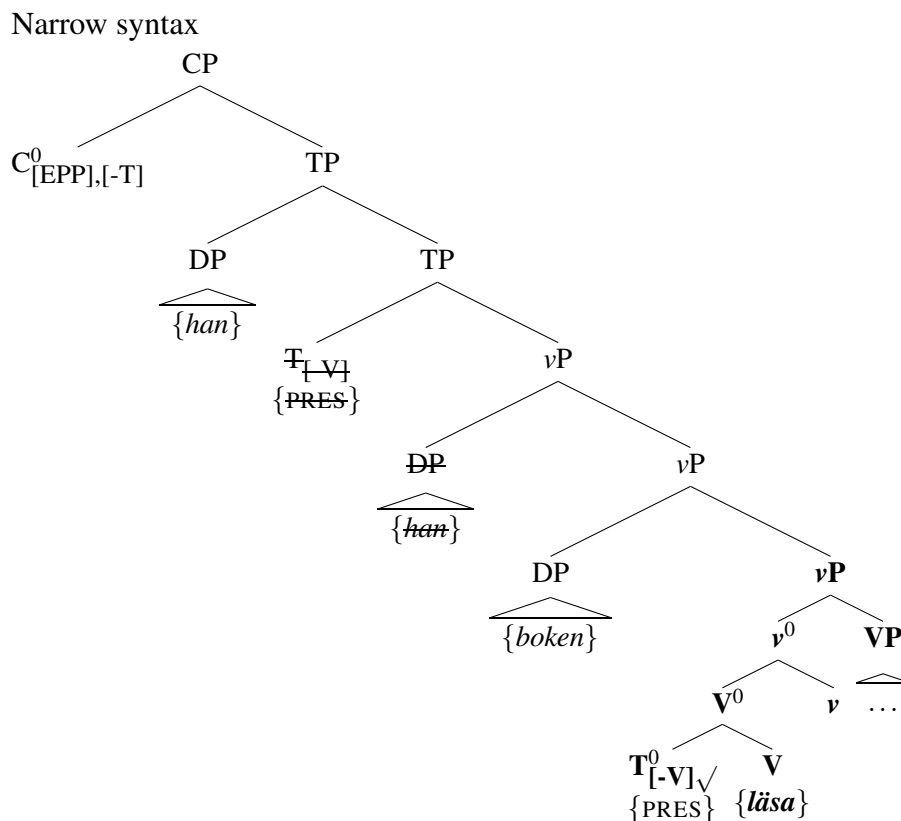 Narrow syntax
CP
C⁰[EPP],[-T] TP
DP TP
{han}
T[-V] vP
{PRES}
DP vP
{han}
DP vP
{boken}
v⁰ VP
V⁰ v ...
T⁰[-V]√ V
{PRES} {läsa}